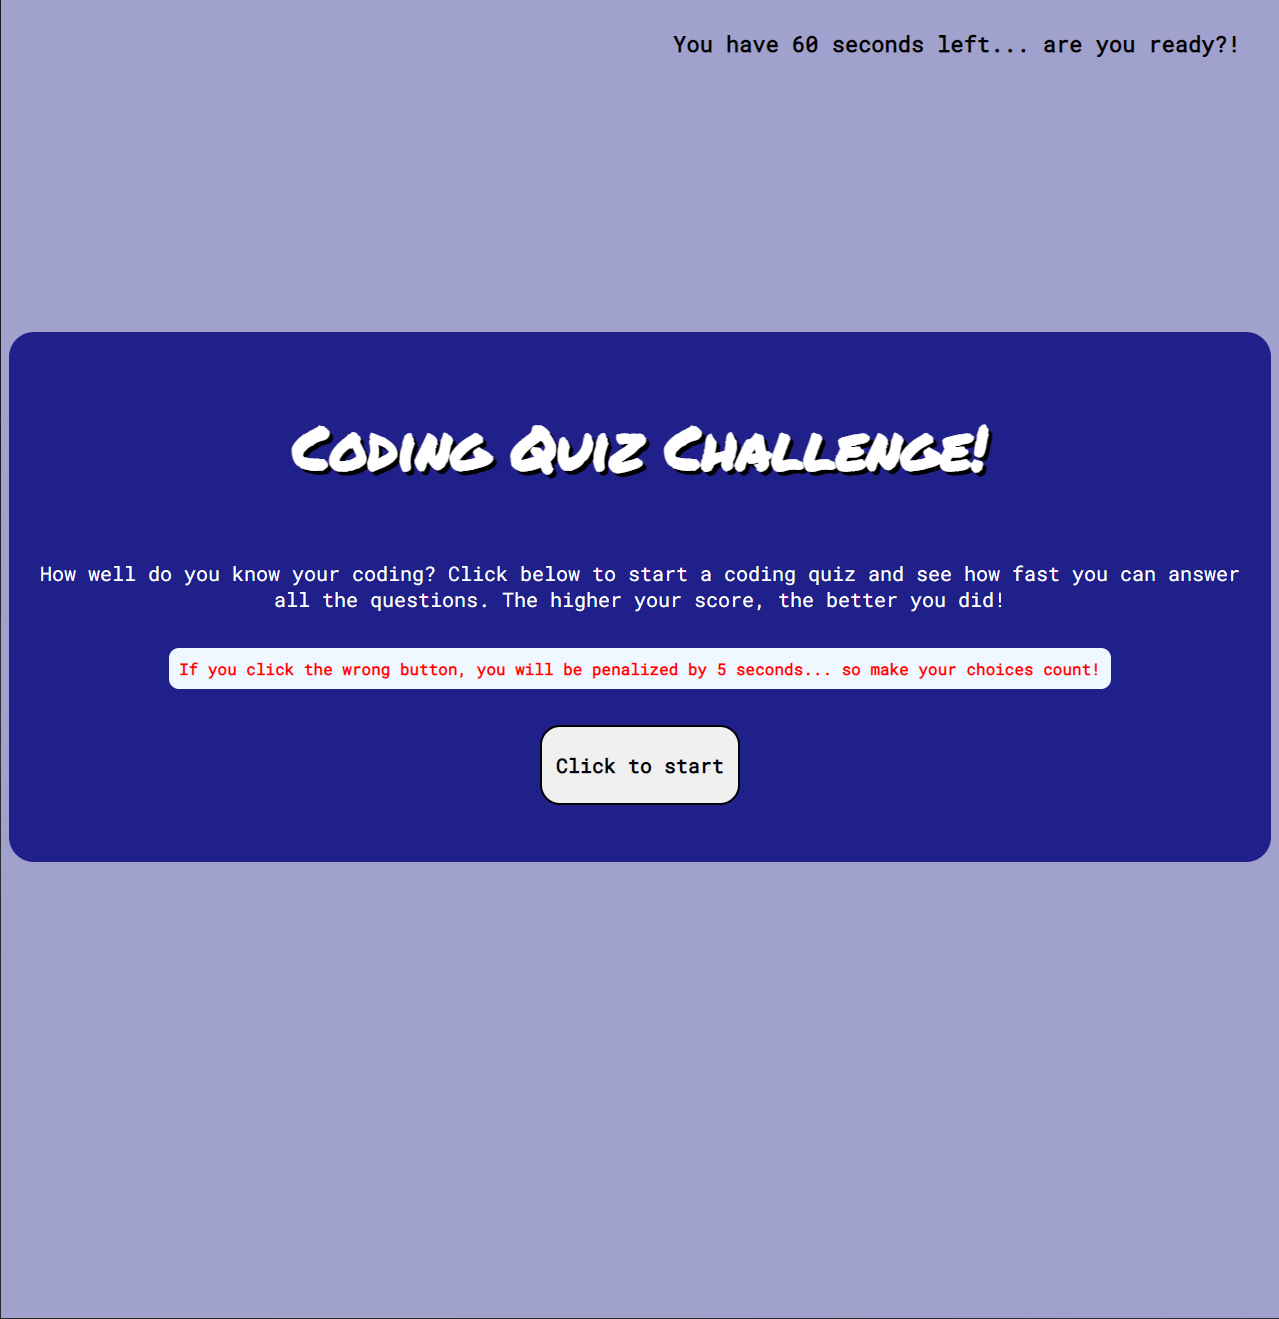 You have 60 seconds left... are you ready?!
Coding Quiz Challenge!
How well do you know your coding? Click below to start a coding quiz and see how fast you can answer
all the questions. The higher your score, the better you did!
If you click the wrong button, you will be penalized by 5 seconds... so make your choices count!
Click to start